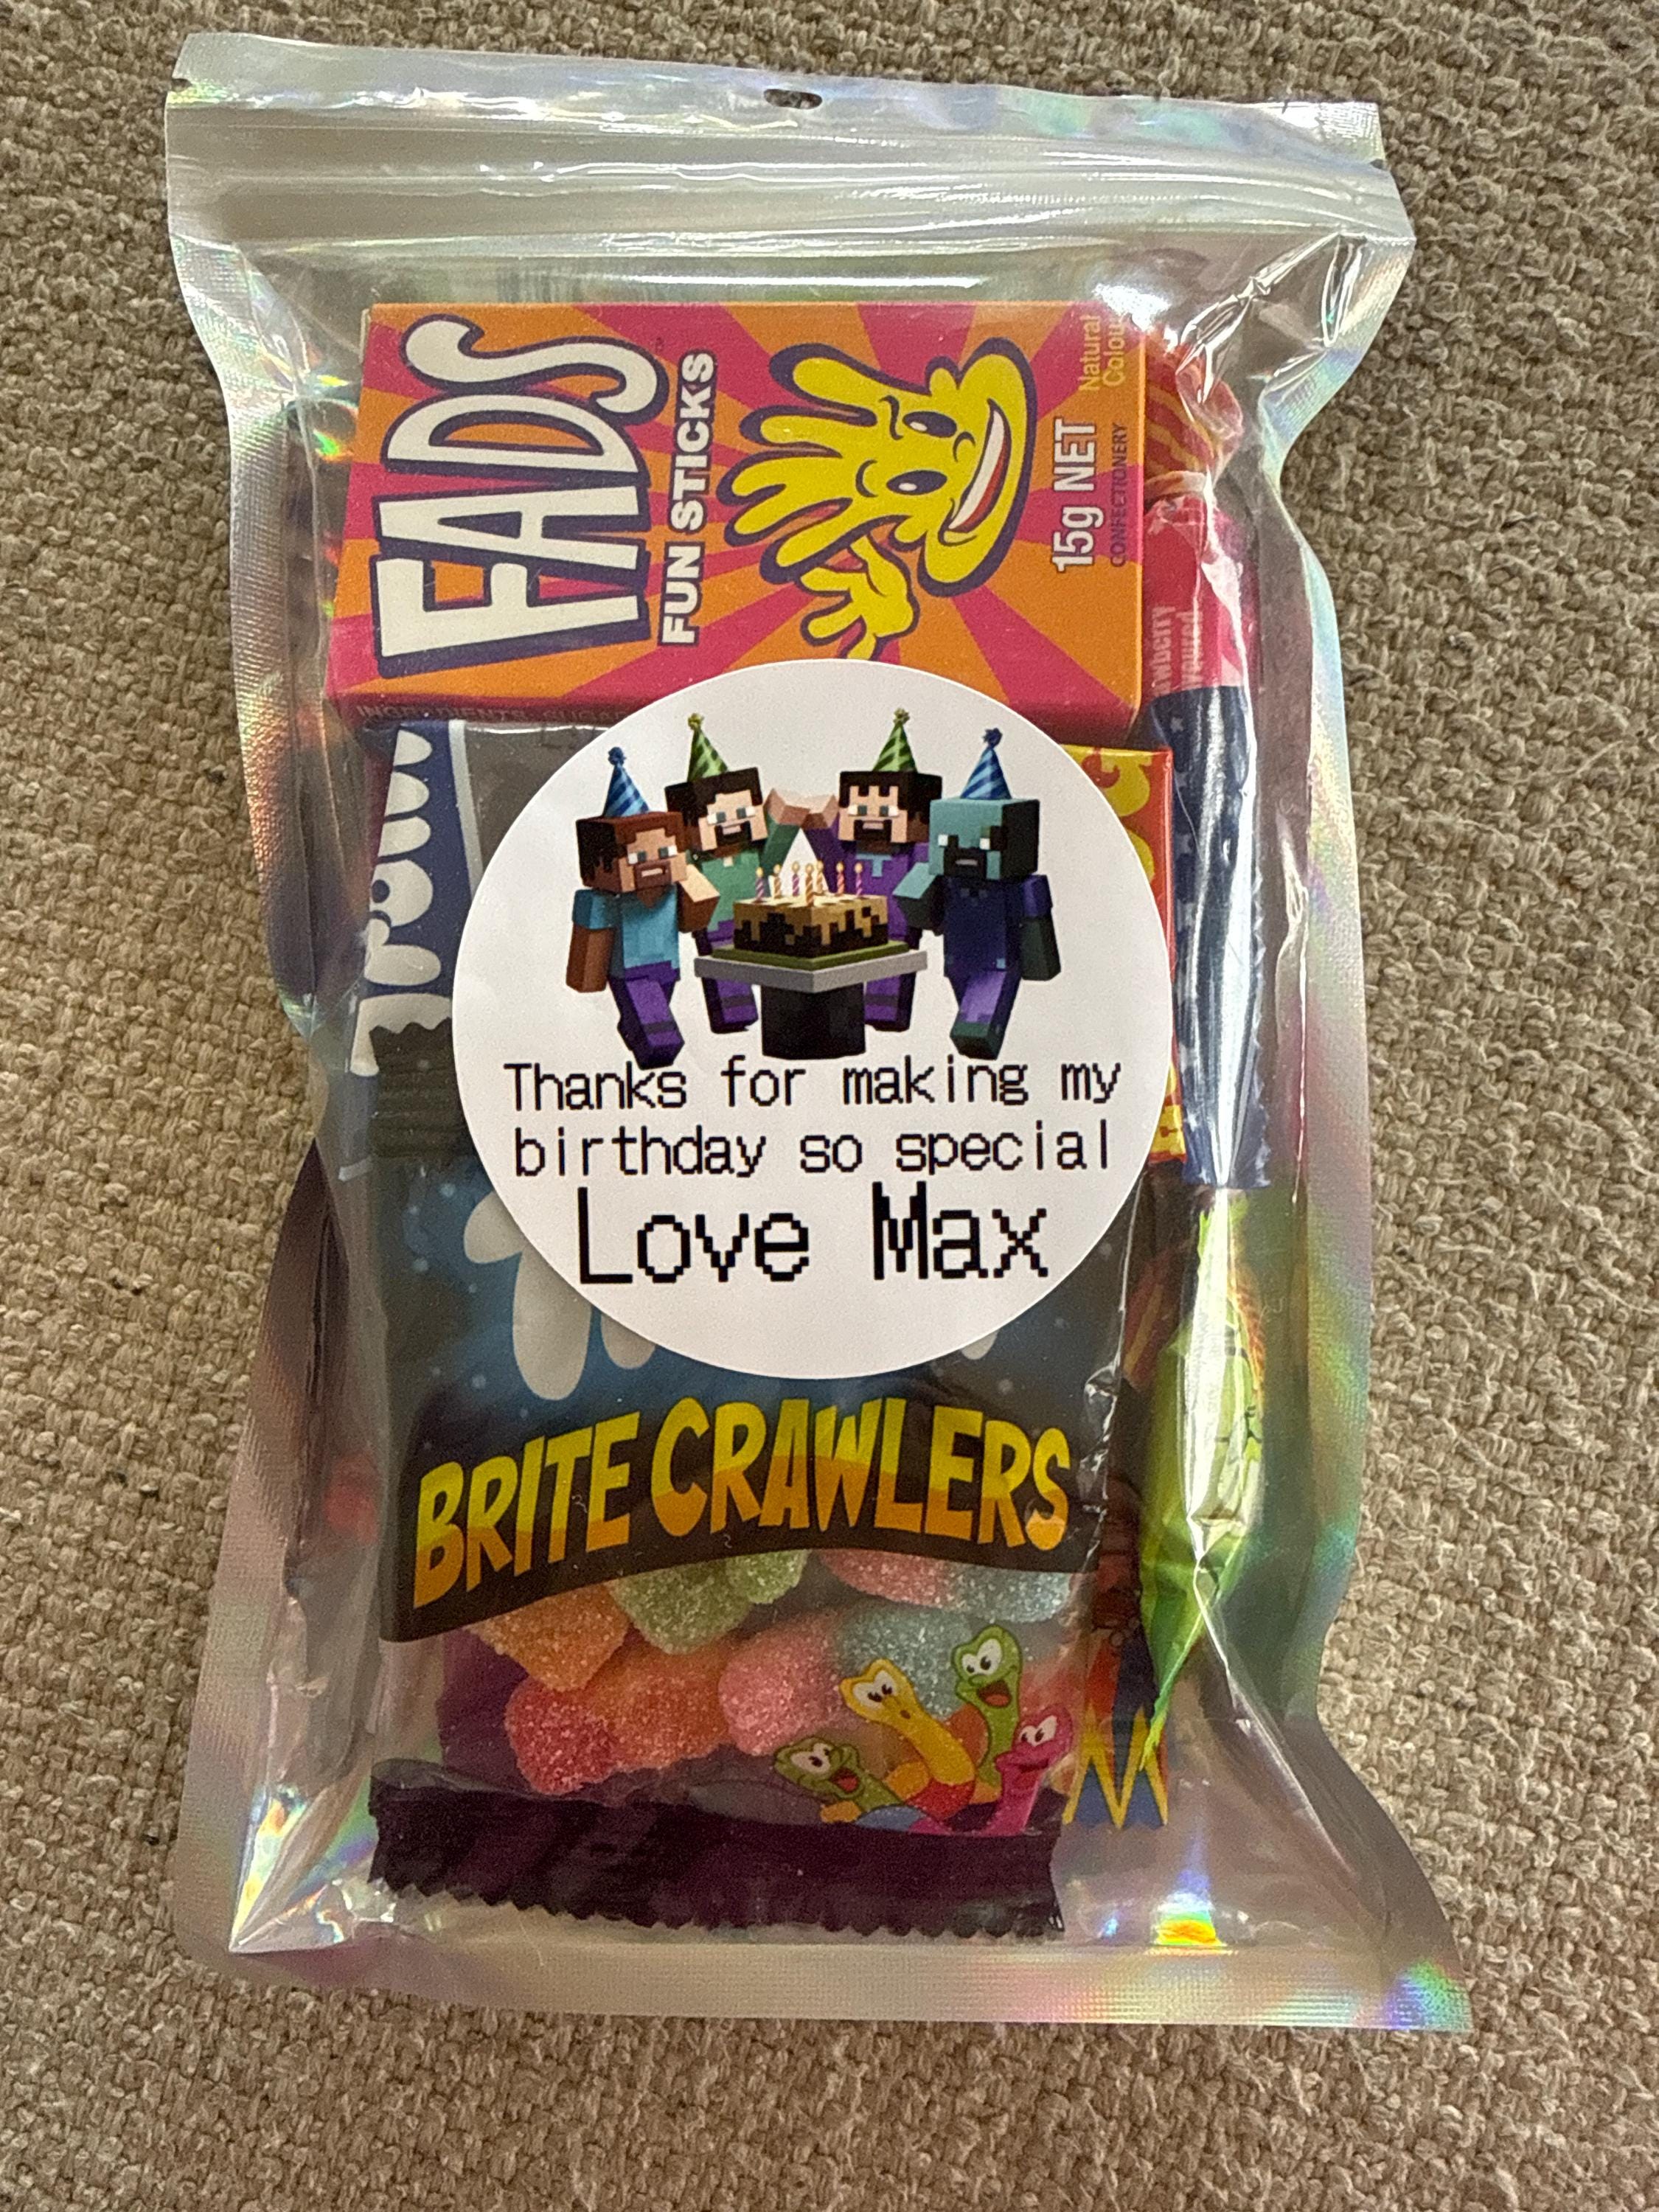 FADS
FUN STICKS
15g NET
CONFECTIONERY
Natural
Thanks for making my
birthday so special
Love Max
BRITE CRAWLERS